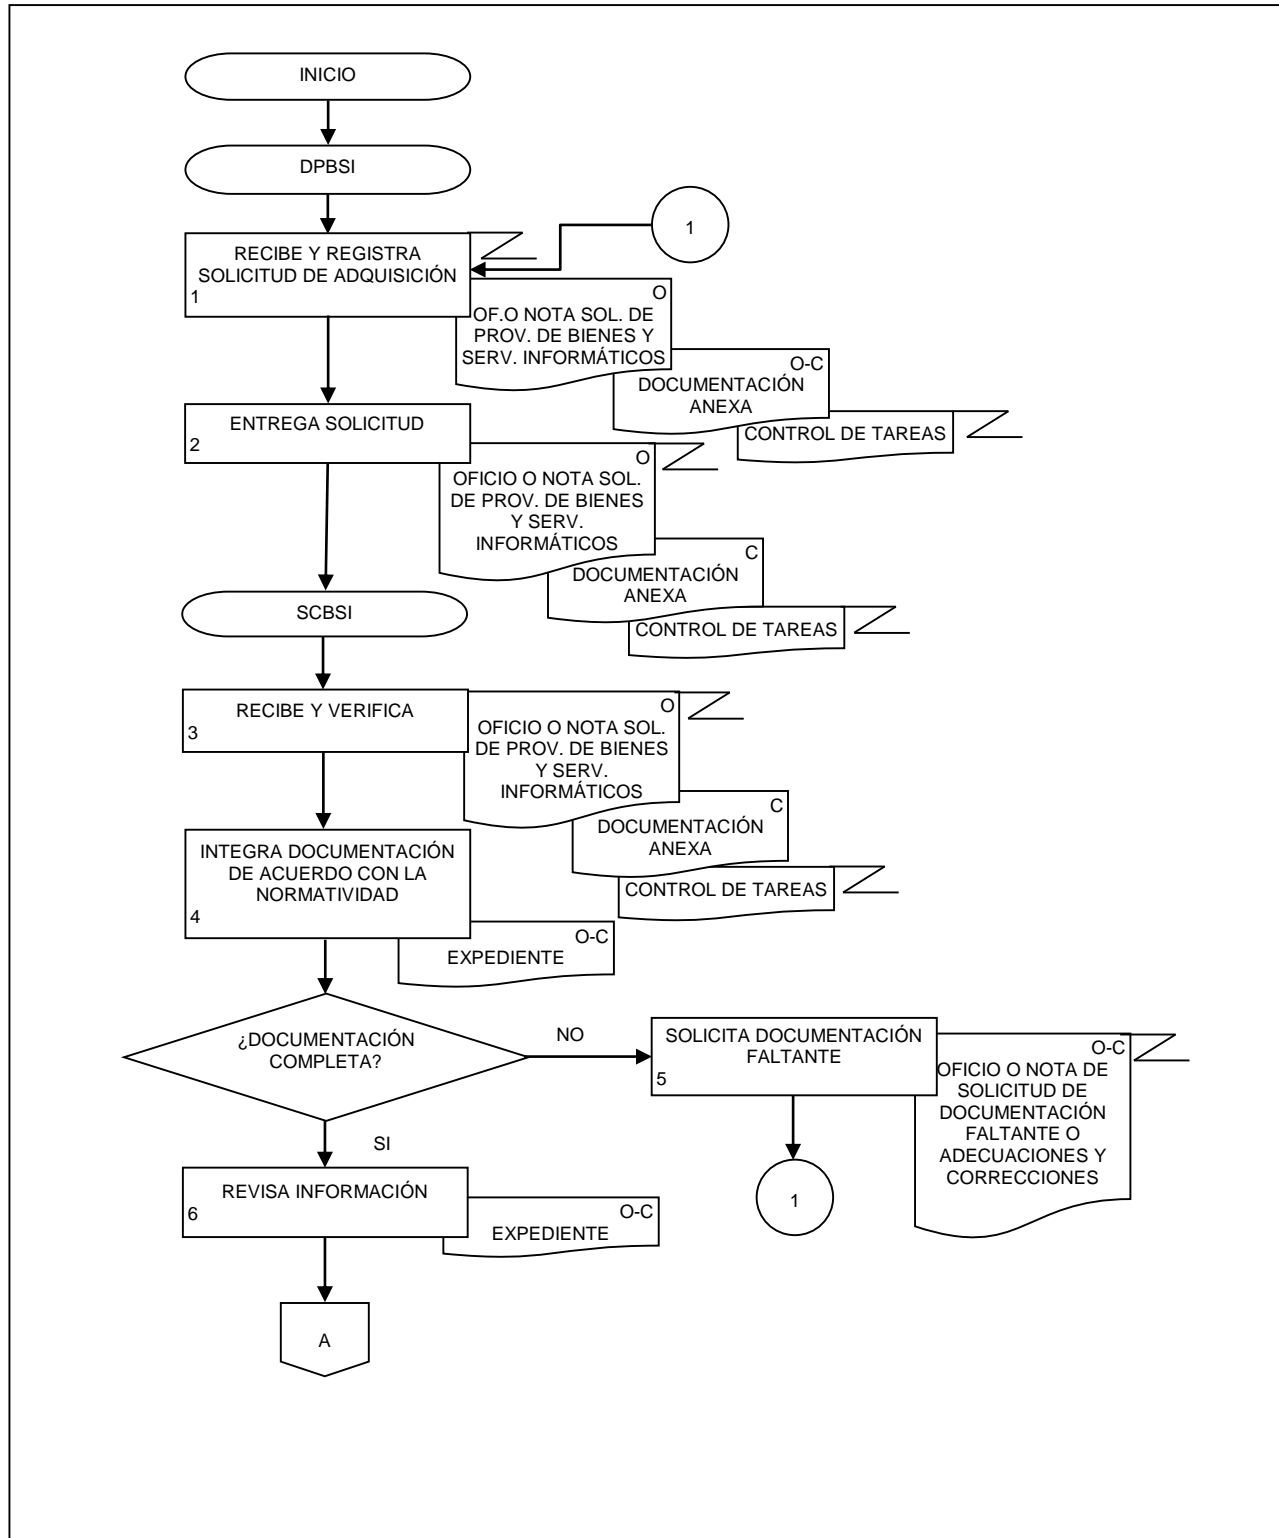 INICIO
DPBSI
1
RECIBE Y REGISTRA
SOLICITUD DE ADQUISICIÓN
1
O
OF.O NOTA SOL. DE
PROV. DE BIENES Y
SERV. INFORMÁTICOS
O-C
DOCUMENTACIÓN
ANEXA
CONTROL DE TAREAS
ENTREGA SOLICITUD
2
O
OFICIO O NOTA SOL.
DE PROV. DE BIENES
Y SERV.
INFORMÁTICOS
C
DOCUMENTACIÓN
ANEXA
CONTROL DE TAREAS
SCBSI
RECIBE Y VERIFICA
3
O
OFICIO O NOTA SOL.
DE PROV. DE BIENES
Y SERV.
INFORMÁTICOS
C
DOCUMENTACIÓN
ANEXA
CONTROL DE TAREAS
INTEGRA DOCUMENTACIÓN
DE ACUERDO CON LA
NORMATIVIDAD
4
O-C
EXPEDIENTE
¿DOCUMENTACIÓN
COMPLETA?
NO
SOLICITA DOCUMENTACIÓN
FALTANTE
5
O-C
OFICIO O NOTA DE
SOLICITUD DE
DOCUMENTACIÓN
FALTANTE O
ADECUACIONES Y
CORRECCIONES
1
SI
REVISA INFORMACIÓN
6
O-C
EXPEDIENTE
A